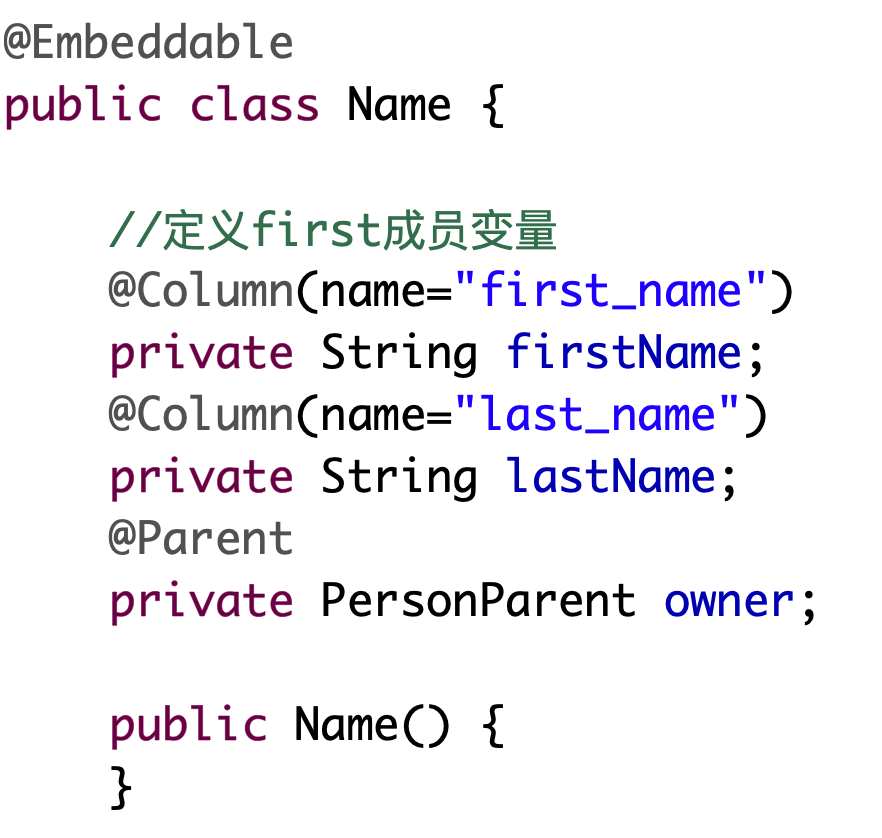 @Embeddable
public class Name {
//定义first成员变量
@Column(name="first_name")
private String firstName;
@Column(name="last_name")
private String lastName;
@Parent
private PersonParent owner;
public Name() {
}